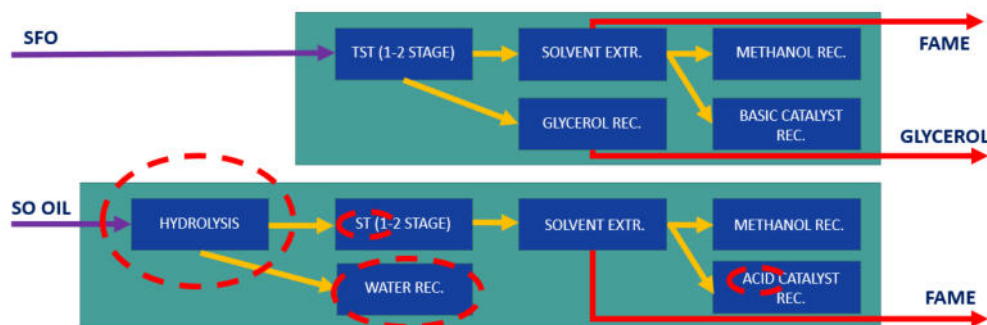 SFO
TST (1-2 STAGE)
SOLVENT EXTR.
METHANOL REC.
FAME
GLYCEROL REC.
BASIC CATALYST
REC.
GLYCEROL
SO OIL
HYDROLYSIS
ST (1-2 STAGE)
SOLVENT EXTR.
METHANOL REC.
WATER REC.
ACID CATALYST
REC.
FAME